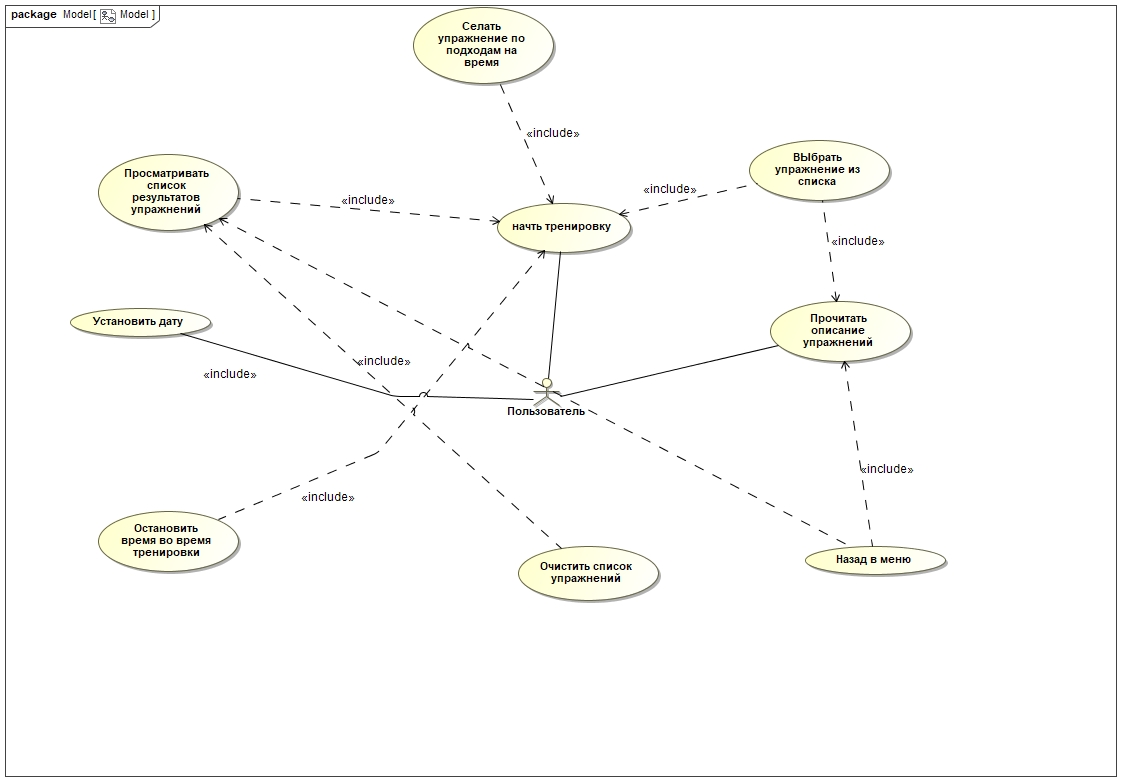 package Model[ Model ]
Селать
упражнение по
подходам на
время
«include»
ВЫбрать
упражнение из
списка
Просматривать
список
результатов
упражнений
«include»
«include»
начть тренировку
«include»
Прочитать
описание
упражнений
Установить дату
«include»
«include»
Пользователь
«include»
«include»
Остановить
время во время
тренировки
Очистить список
упражнений
Назад в меню